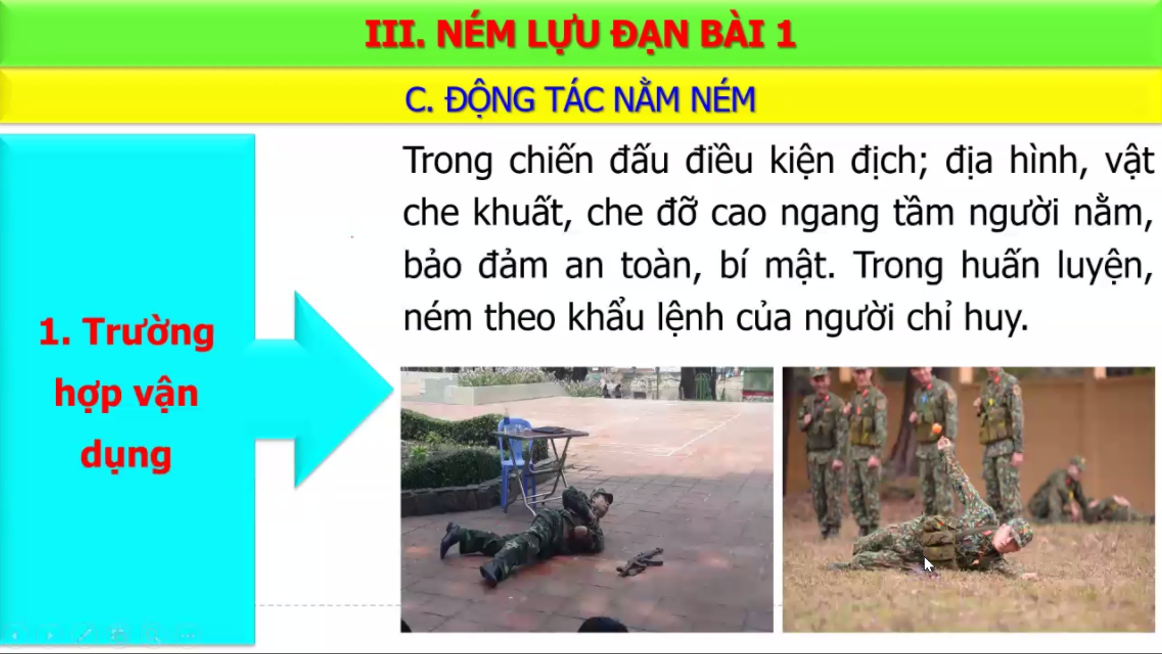 III. NÉM LỰU ĐẠN BÀI 1
C. ĐỘNG TÁC NẰM NÉM
1. Trường
hợp vận
dụng
Trong chiến đấu điều kiện địch; địa hình, vật
che khuất, che đỡ cao ngang tầm người nằm,
bảo đảm an toàn, bí mật. Trong huấn luyện,
ném theo khẩu lệnh của người chỉ huy.